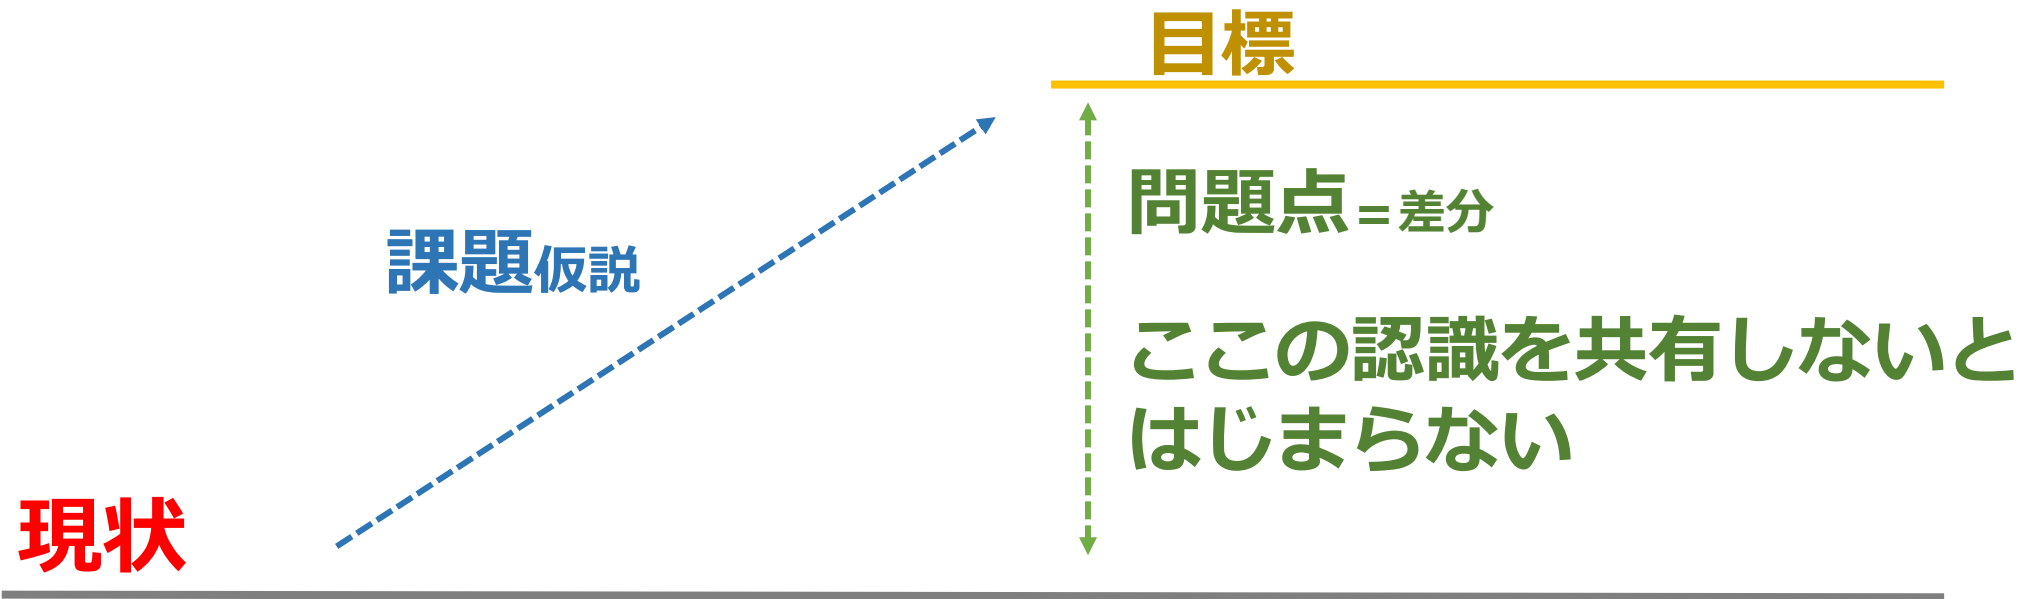 目標
問題点=差分
課題仮説
ここの認識を共有しないと
はじまらない
現状